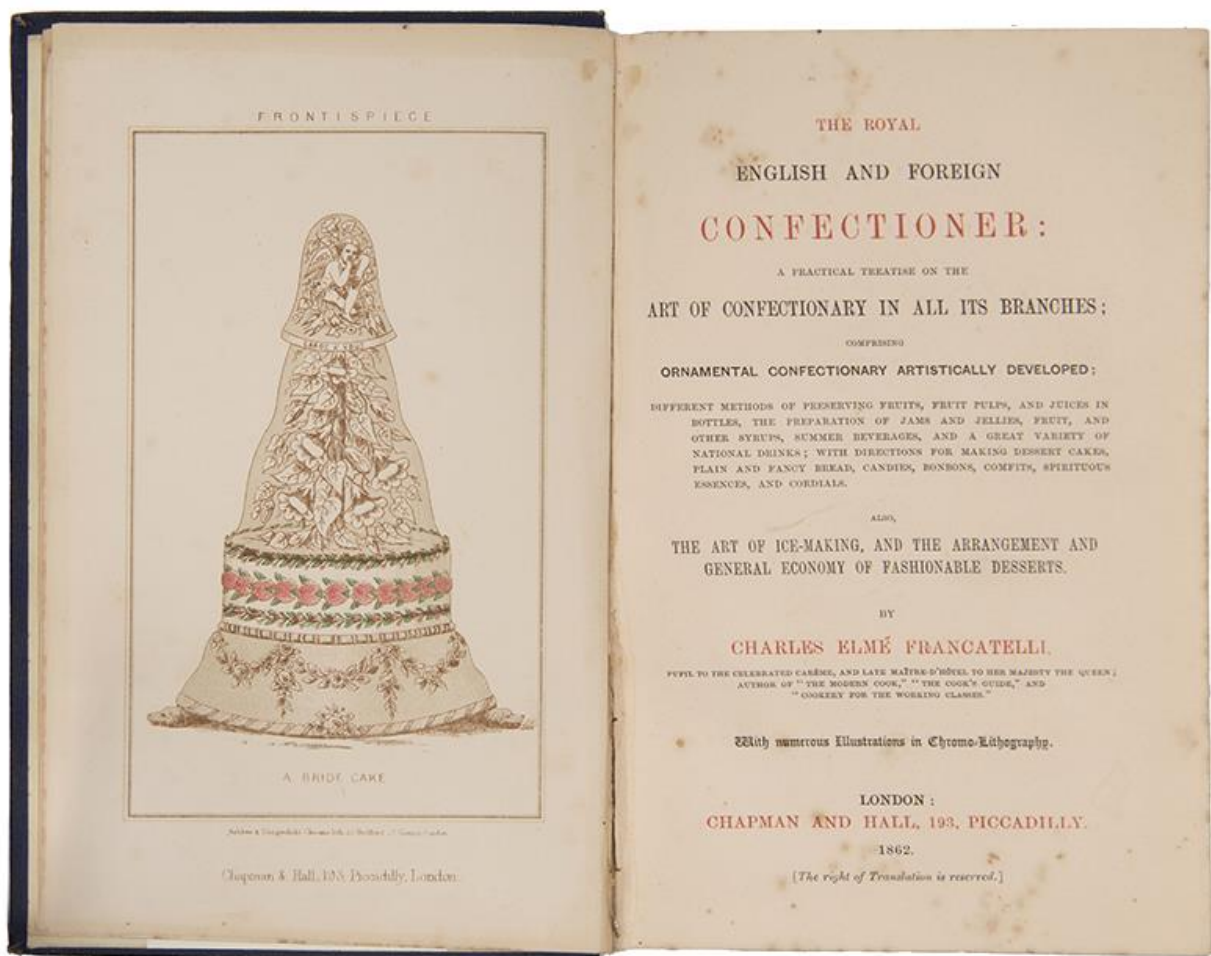 FRONTISPIECE
A BRIDE CAKE
Chapman & Hall, 193, Piccadilly, London.
THE ROYAL
ENGLISH AND FOREIGN
CONFECTIONER:
A PRACTICAL TREATISE ON THE
ART OF CONFECTIONARY IN ALL ITS BRANCHES;
COMPRISING
ORNAMENTAL CONFECTIONARY ARTISTICALLY DEVELOPED;
DIFFERENT METHODS OF PRESERVING FRUITS, FRUIT PULPS, AND JUICES IN
BOTTLES, THE PREPARATION OF JAMS AND JELLIES, FRUIT, AND
OTHER SYRUPS, SUMMER BEVERAGES, AND A GREAT VARIETY OF
NATIONAL DRINKS; WITH DIRECTIONS FOR MAKING DESSERT CAKES,
PLAIN AND FANCY BREAD, CANDIES, BONBONS, COMFITS, SPIRITUOUS
ESSENCES, AND CORDIALS.
ALSO,
THE ART OF ICE-MAKING, AND THE ARRANGEMENT AND
GENERAL ECONOMY OF FASHIONABLE DESSERTS.
BY
CHARLES ELMÉ FRANCATELLI,
PUPIL TO THE CELEBRATED CARÊME, AND LATE MAÎTRE-D'HÔTEL TO HER MAJESTY THE QUEEN;
AUTHOR OF "THE MODERN COOK," "THE COOK'S GUIDE," AND
"COOKERY FOR THE WORKING CLASSES."
With numerous Illustrations in Chromo-Lithography.
LONDON:
CHAPMAN AND HALL, 193, PICCADILLY.
1862.
[The right of Translation is reserved.]